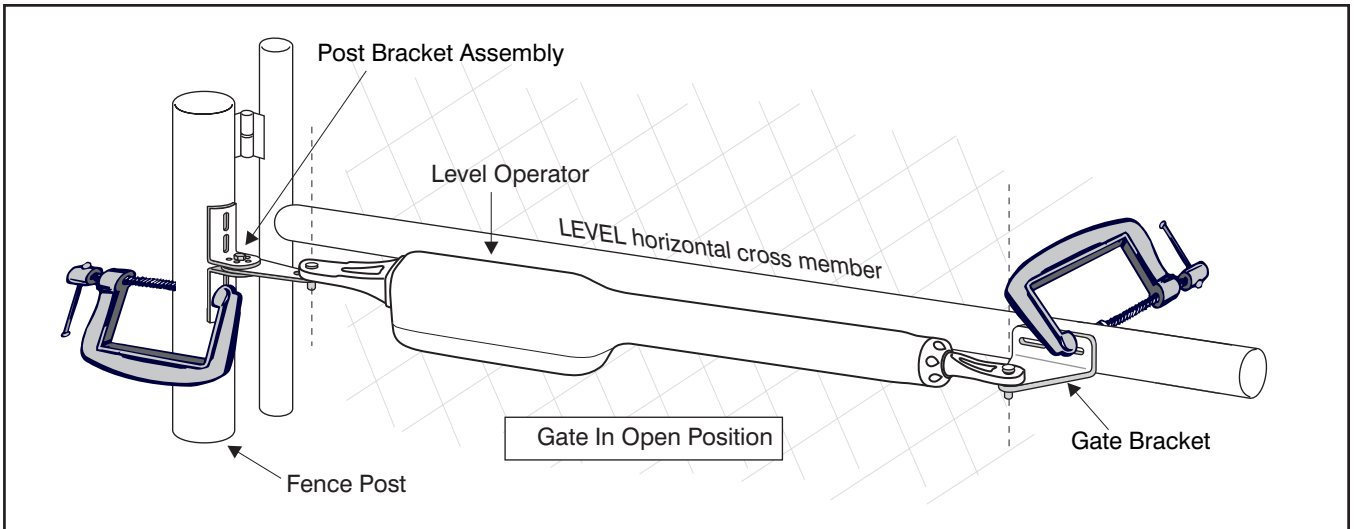 Post Bracket Assembly
Level Operator
LEVEL horizontal cross member
Gate In Open Position
Gate Bracket
Fence Post